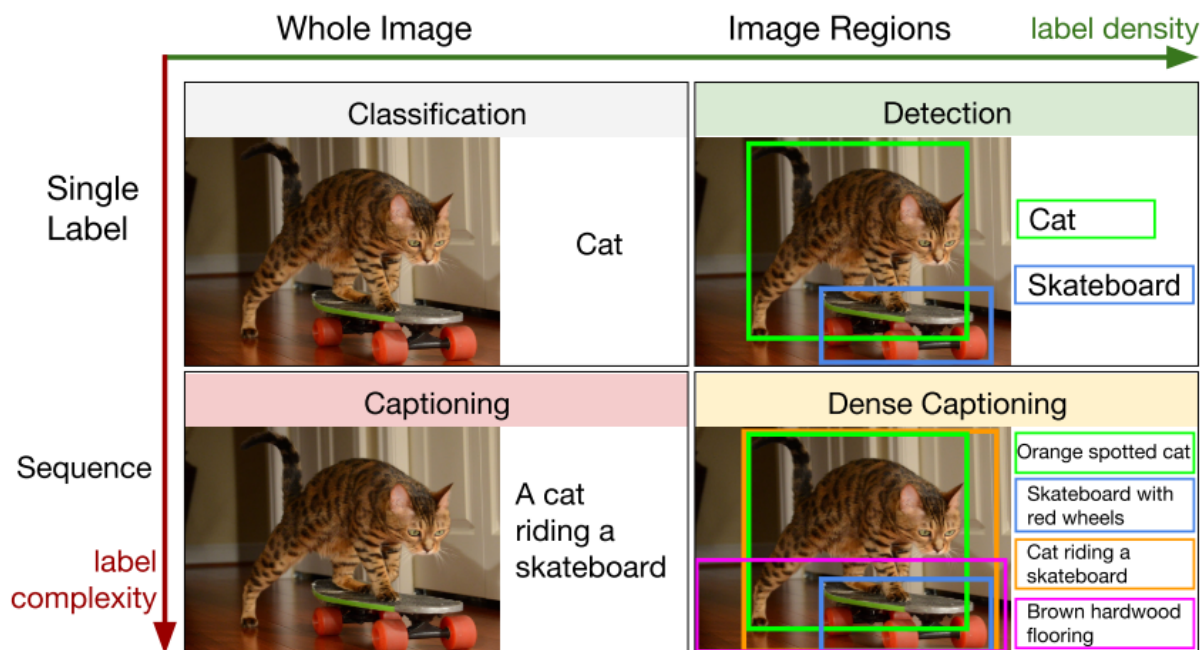 Whole Image
Image Regions
label density
Single
Label
Classification
Cat
Detection
Cat
Skateboard
Sequence
label
complexity
Captioning
A cat
riding a
skateboard
Dense Captioning
Orange spotted cat
Skateboard with
red wheels
Cat riding a
skateboard
Brown hardwood
flooring